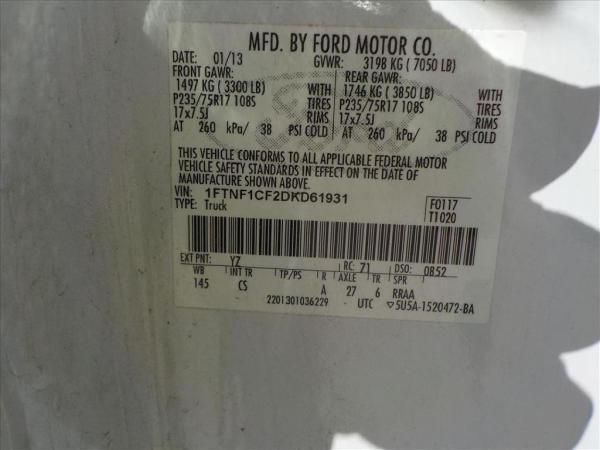 MFD. BY FORD MOTOR CO.
DATE: 01/13 GVWR: 3198 KG (7050 LB)
FRONT GAWR: REAR GAWR:
1497 KG (3300 LB) WITH 1746 KG (3850 LB) WITH
P235/75R17 108S TIRES P235/75R17 108S TIRES
17x7.5J RIMS 17x7.5J RIMS
AT 260 kPa/ 38 PSI COLD AT 260 kPa/ 38 PSI COLD
THIS VEHICLE CONFORMS TO ALL APPLICABLE FEDERAL MOTOR
VEHICLE SAFETY STANDARDS IN EFFECT ON THE DATE OF
MANUFACTURE SHOWN ABOVE.
VIN: 1FTNF1CF2DKD61931 F0117
TYPE: Truck T1020
EXT PNT: YZ RC: 71 DSO: 0852
WB INT TR TP/PS R AXLE TR SPR
145 CS A 27 6 RRAA
2201301036229 UTC ▽5U5A-1520472-BA